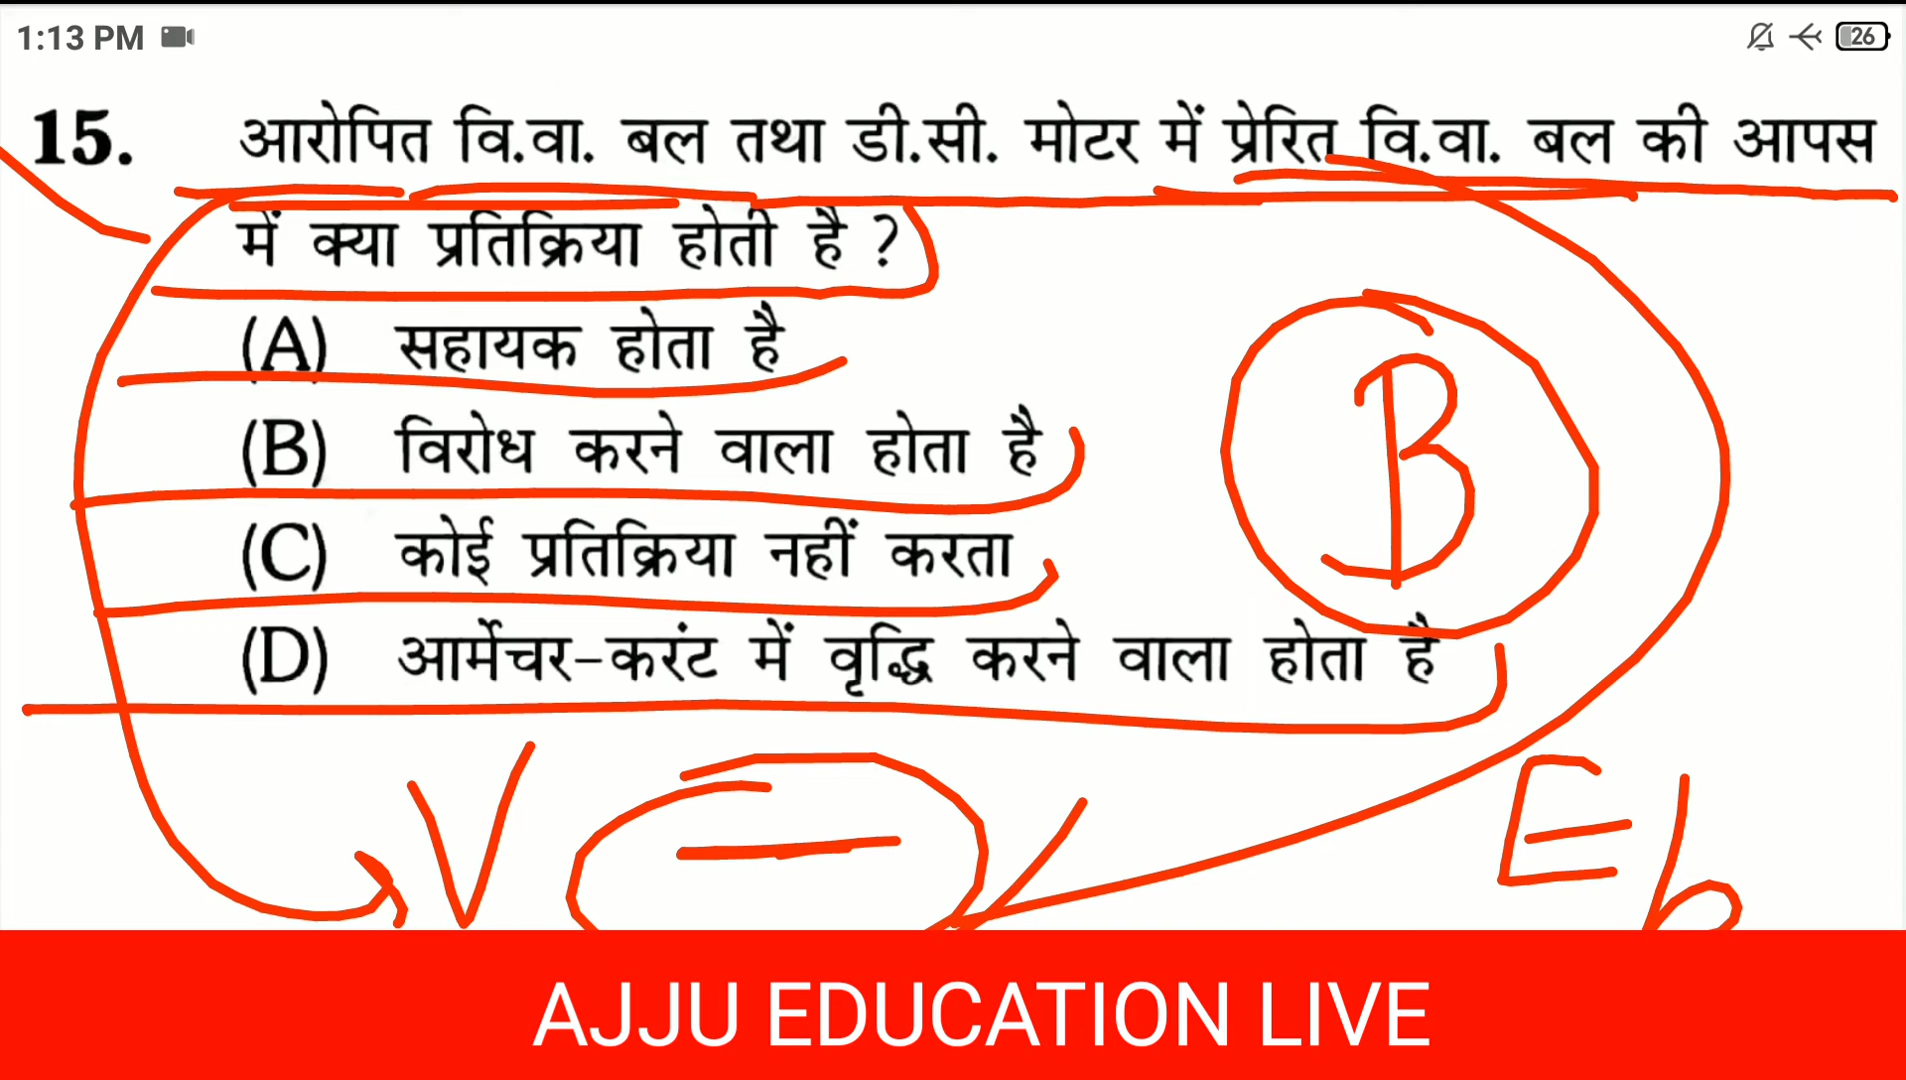 1:13 PM
26
15. आरोपित वि.वा. बल तथा डी.सी. मोटर में प्रेरित वि.वा. बल की आपस
में क्या प्रतिक्रिया होती है ?
(A) सहायक होता है
(B) विरोध करने वाला होता है
B
(C) कोई प्रतिक्रिया नहीं करता
(D) आर्मेचर-करंट में वृद्धि करने वाला होता है
V – Eb
AJJU EDUCATION LIVE